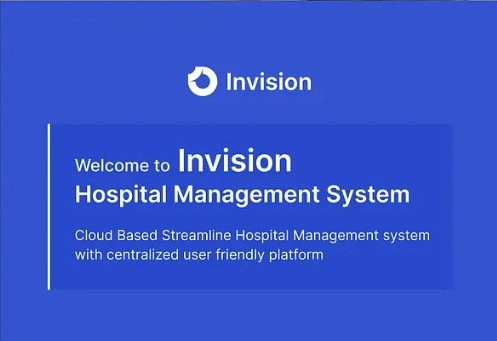 Invision
Welcome to Invision
Hospital Management System
Cloud Based Streamline Hospital Management system
with centralized user friendly platform